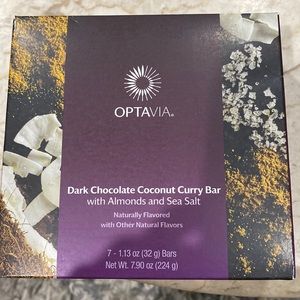 OPTAVIA®
Dark Chocolate Coconut Curry Bar
with Almonds and Sea Salt
Naturally Flavored
with Other Natural Flavors
7 - 1.13 oz (32 g) Bars
Net Wt. 7.90 oz (224 g)